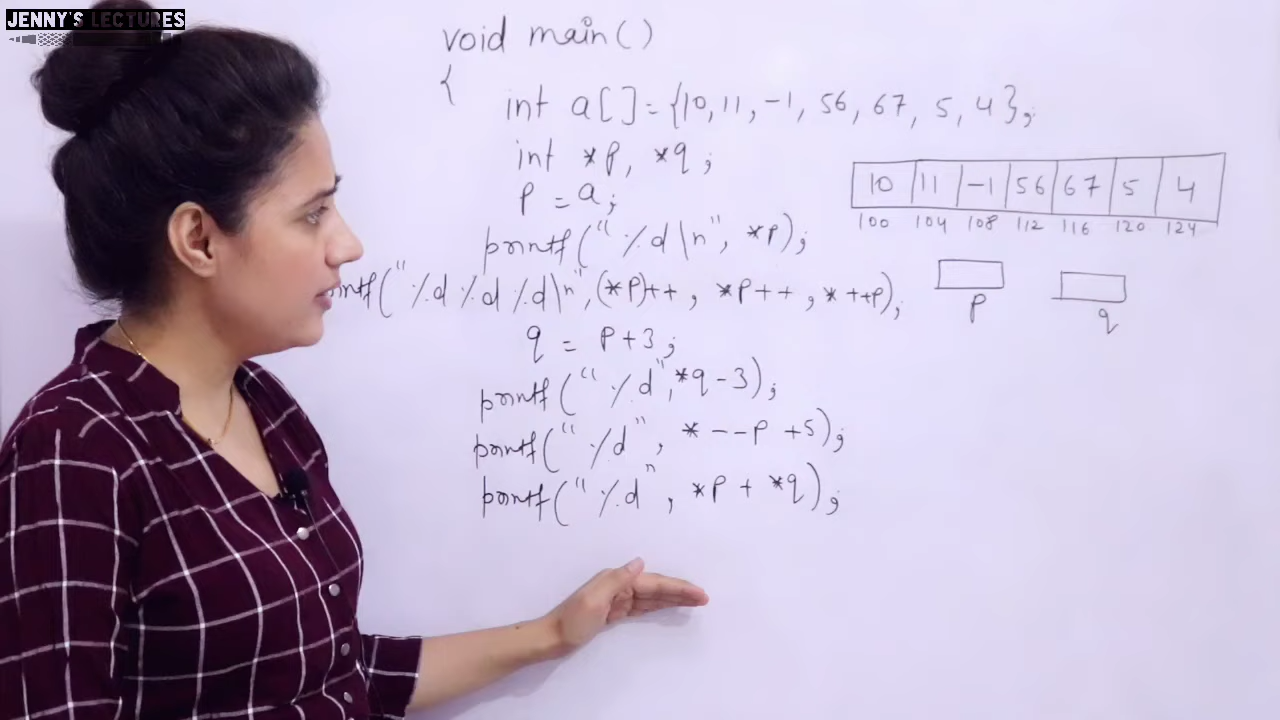 JENNY'S LECTURES
void main()
{
int a[]={10,11,-1,56,67,5,4};
int *p, *q;
p=a;
printf("%d\n", *p);
ntf("%d %d %d\n",(*p)++, *p++,*++p);
q = p+3;
printf("%d",*q-3);
printf("%d", *--p+5);
printf("%d", *p + *q);
10 11 -1 56 67 5 4
100 104 108 112 116 120 124
p q